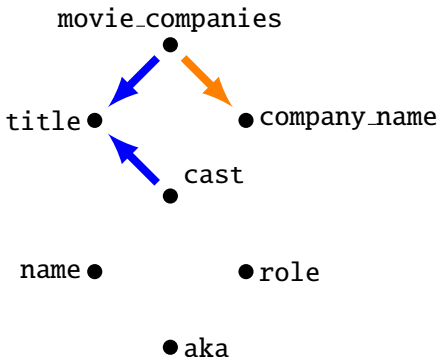 movie_companies
title
company_name
cast
name
role
aka